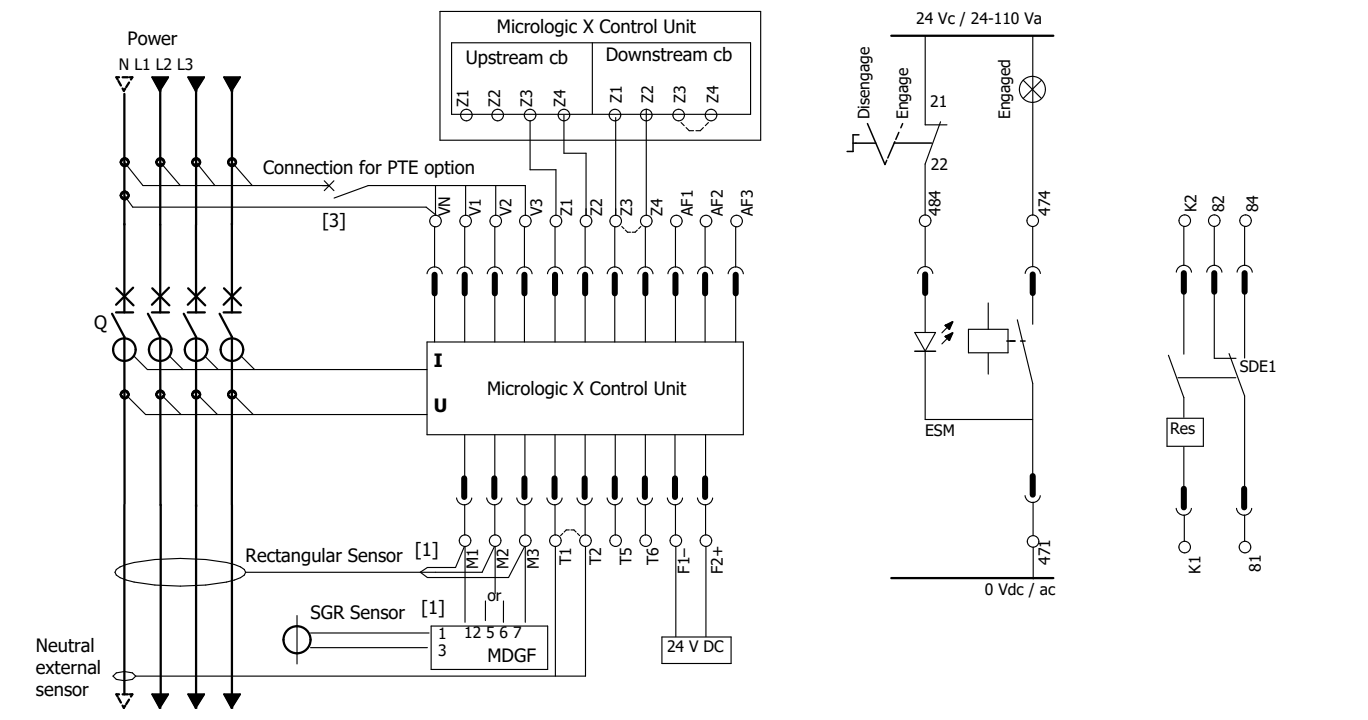 Power
N L1 L2 L3
Micrologic X Control Unit
Upstream cb
Downstream cb
Z1 Z2 Z3 Z4
Z1 Z2 Z3 Z4
Connection for PTE option
[3]
VN V1 V2 V3 Z1 Z2 Z3 Z4 AF1 AF2 AF3
Q
I
U
Micrologic X Control Unit
M1 M2 M3 T1 T2 T5 T6 F1– F2+
Rectangular Sensor [1]
or
SGR Sensor [1]
1 12 5 6 7
3 MDGF
24 V DC
Neutral
external
sensor
24 Vc / 24-110 Va
Disengage
Engage
Engaged
21
22
484
474
ESM
471
0 Vdc / ac
K2 82 84
SDE1
Res
K1 81